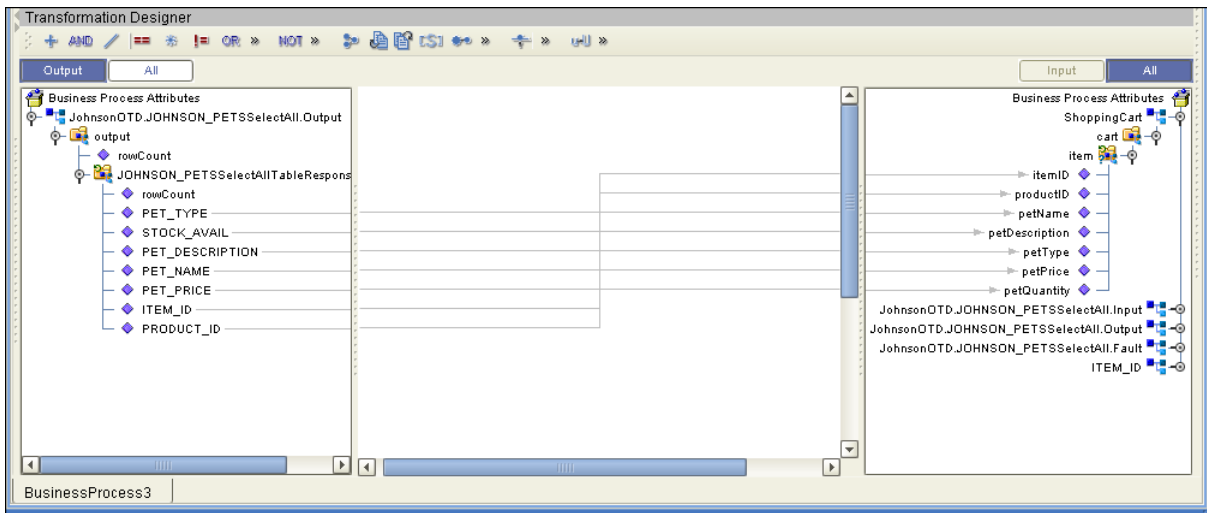 Transformation Designer
AND == != OR » NOT » » » »
Output All Input All
Business Process Attributes
JohnsonOTD.JOHNSON_PETSSelectAll.Output
output
rowCount
JOHNSON_PETSSelectAllTableRespons
rowCount
PET_TYPE
STOCK_AVAIL
PET_DESCRIPTION
PET_NAME
PET_PRICE
ITEM_ID
PRODUCT_ID
Business Process Attributes
ShoppingCart
cart
item
itemID
productID
petName
petDescription
petType
petPrice
petQuantity
JohnsonOTD.JOHNSON_PETSSelectAll.Input
JohnsonOTD.JOHNSON_PETSSelectAll.Output
JohnsonOTD.JOHNSON_PETSSelectAll.Fault
ITEM_ID
BusinessProcess3